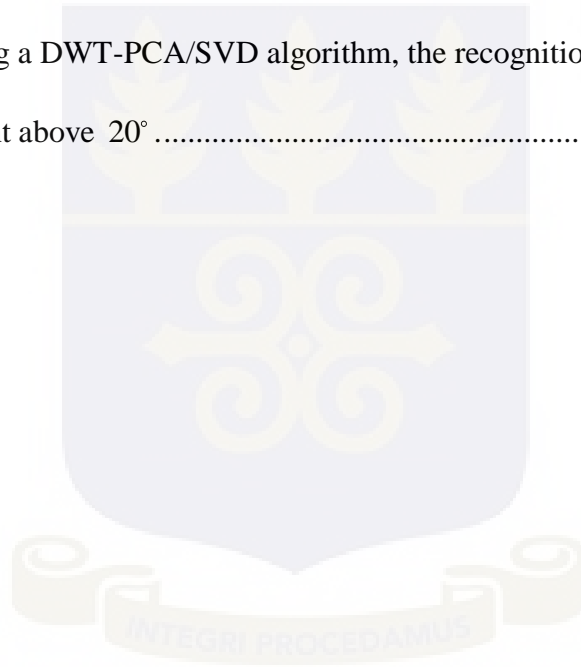 g a DWT-PCA/SVD algorithm, the recognitio
t above 20° ......................................................
INTEGRI PROCEDAMUS